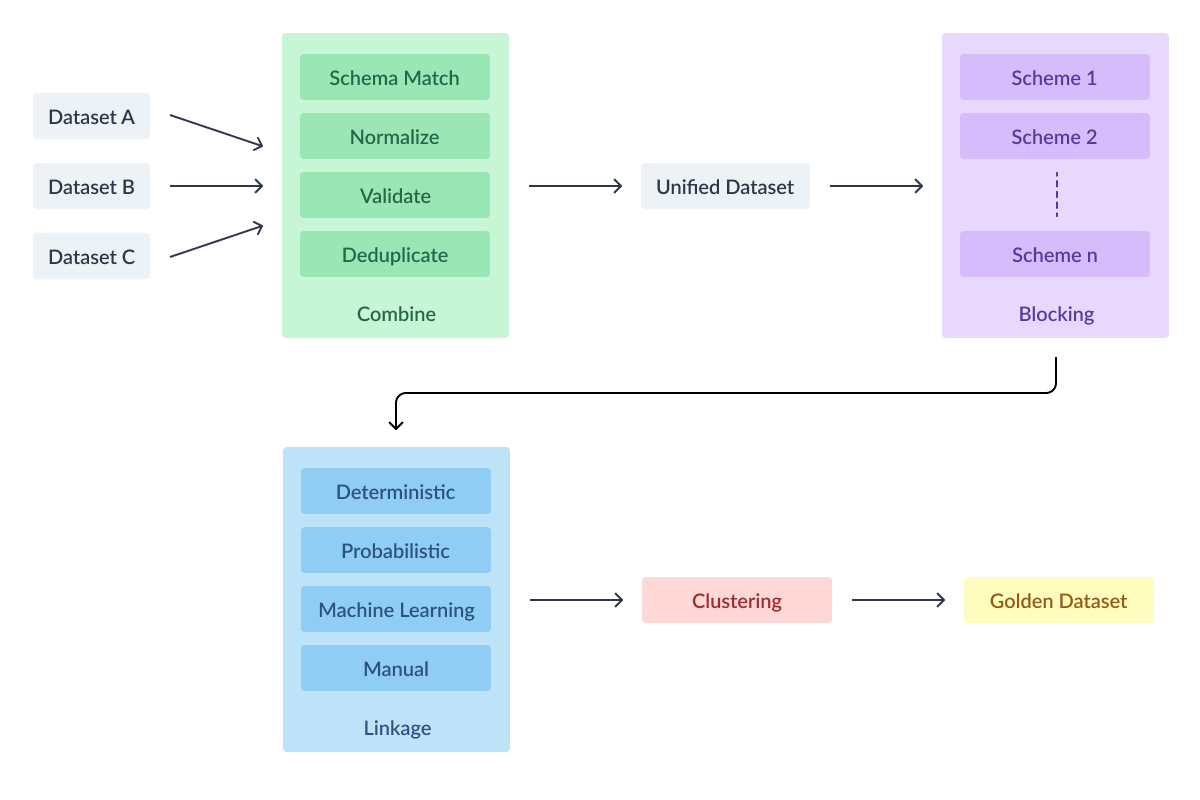 Dataset A
Dataset B
Dataset C
Schema Match
Normalize
Validate
Deduplicate
Combine
Unified Dataset
Scheme 1
Scheme 2
Scheme n
Blocking
Deterministic
Probabilistic
Machine Learning
Manual
Linkage
Clustering
Golden Dataset